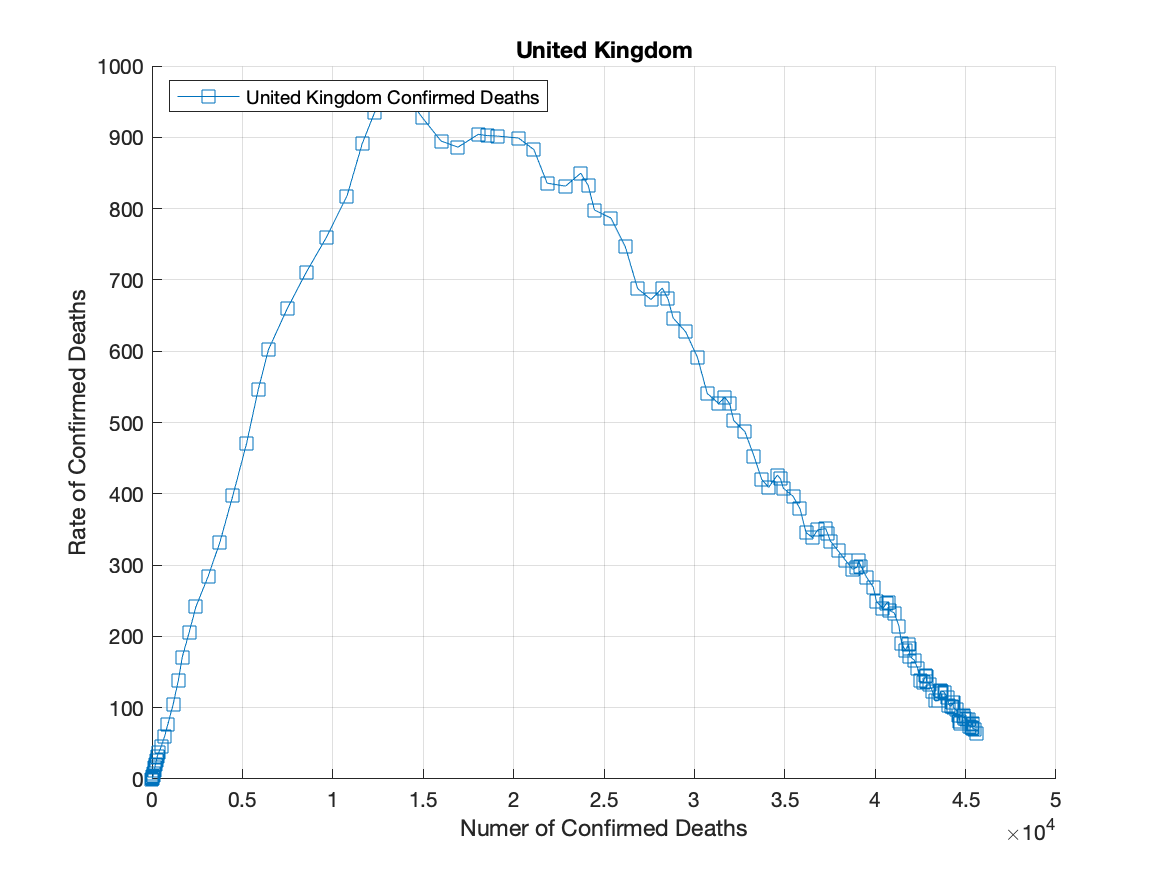 United Kingdom
United Kingdom Confirmed Deaths
Rate of Confirmed Deaths
1000
900
800
700
600
500
400
300
200
100
0
0 0.5 1 1.5 2 2.5 3 3.5 4 4.5 5
Numer of Confirmed Deaths
×10⁴